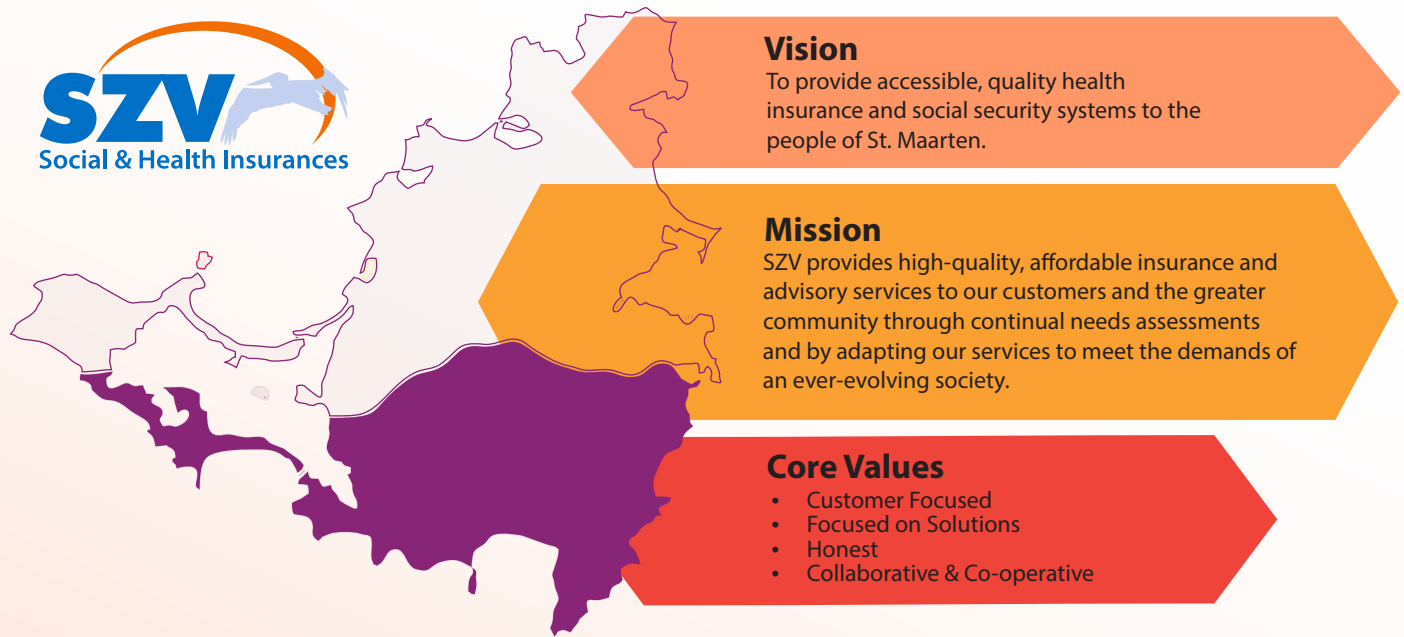 SZV
Social & Health Insurances
Vision
To provide accessible, quality health
insurance and social security systems to the
people of St. Maarten.
Mission
SZV provides high-quality, affordable insurance and
advisory services to our customers and the greater
community through continual needs assessments
and by adapting our services to meet the demands of
an ever-evolving society.
Core Values
• Customer Focused
• Focused on Solutions
• Honest
• Collaborative & Co-operative